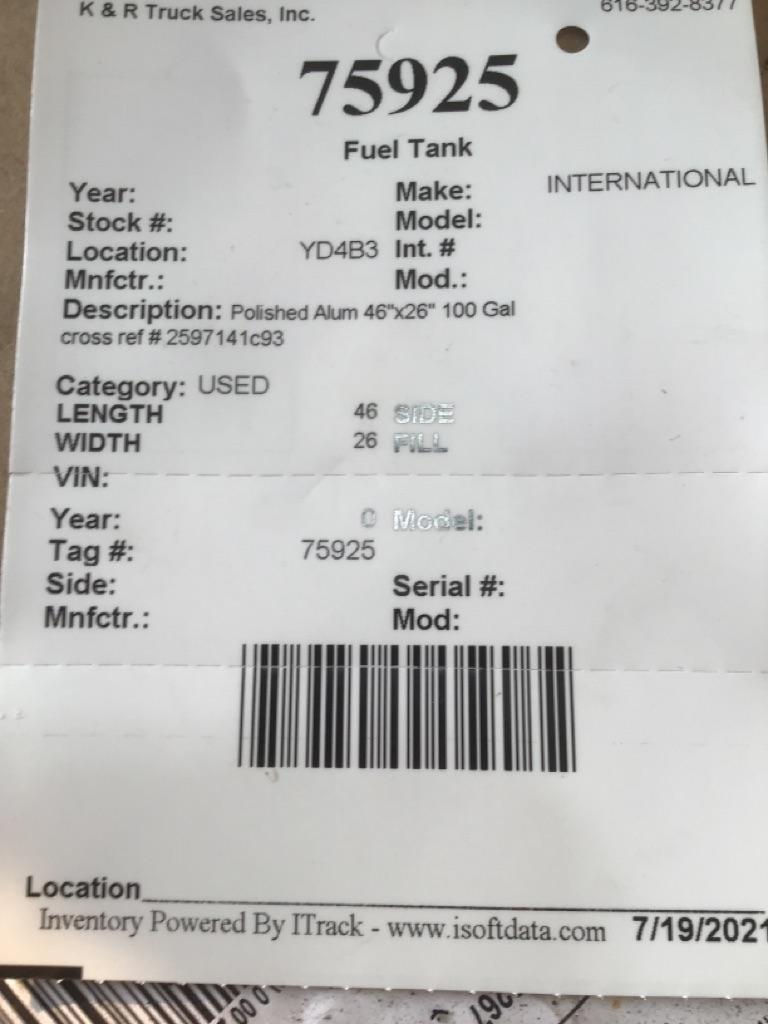 K & R Truck Sales, Inc. 616-392-8377
75925
Fuel Tank
Year: Make: INTERNATIONAL
Stock #: Model:
Location: YD4B3 Int. #
Mnfctr.: Mod.:
Description: Polished Alum 46"x26" 100 Gal
cross ref # 2597141c93
Category: USED
LENGTH 46 SIDE
WIDTH 26 FILL
VIN:
Year: 0 Model:
Tag #: 75925
Side: Serial #:
Mnfctr.: Mod:
Location
Inventory Powered By ITrack - www.isoftdata.com 7/19/2021